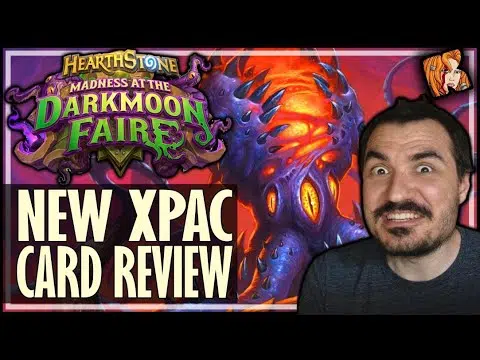 HEARTHSTONE
MADNESS AT THE
DARKMOON
FAIRE
NEW XPAC
CARD REVIEW